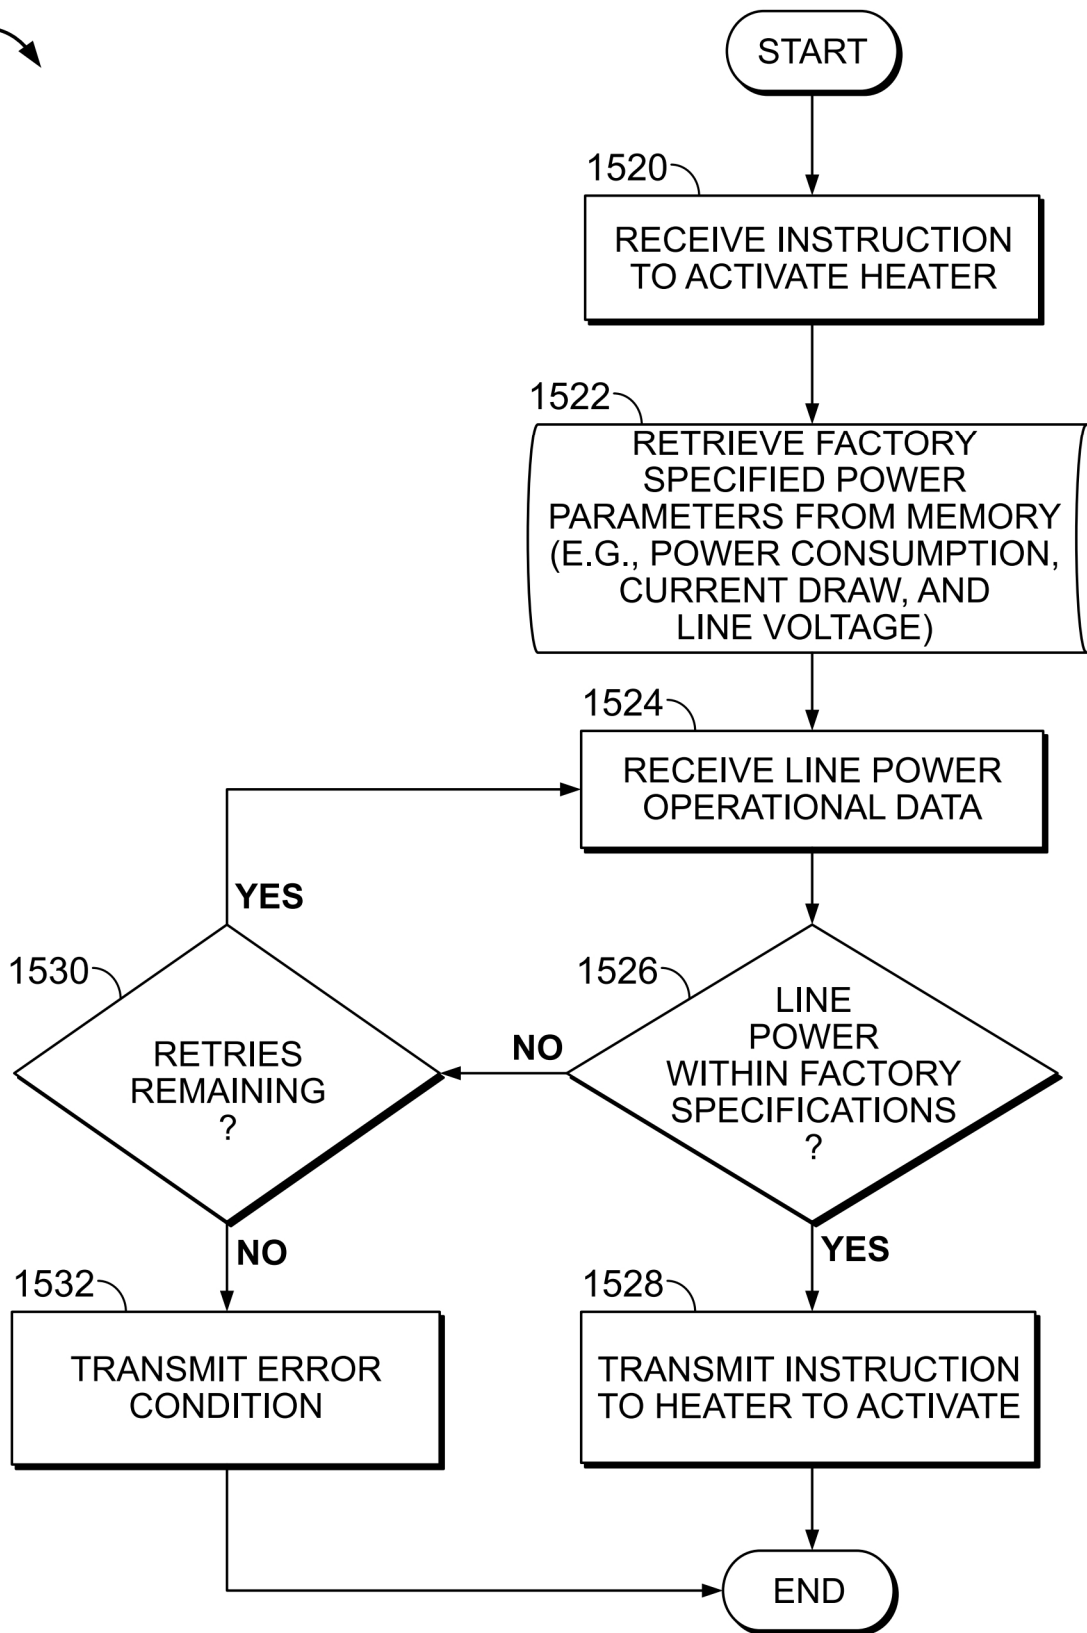 START
1520
RECEIVE INSTRUCTION
TO ACTIVATE HEATER
1522
RETRIEVE FACTORY
SPECIFIED POWER
PARAMETERS FROM MEMORY
(E.G., POWER CONSUMPTION,
CURRENT DRAW, AND
LINE VOLTAGE)
1524
RECEIVE LINE POWER
OPERATIONAL DATA
YES
1530
RETRIES
REMAINING
?
NO
1526
LINE
POWER
WITHIN FACTORY
SPECIFICATIONS
?
NO
YES
1532
TRANSMIT ERROR
CONDITION
1528
TRANSMIT INSTRUCTION
TO HEATER TO ACTIVATE
END